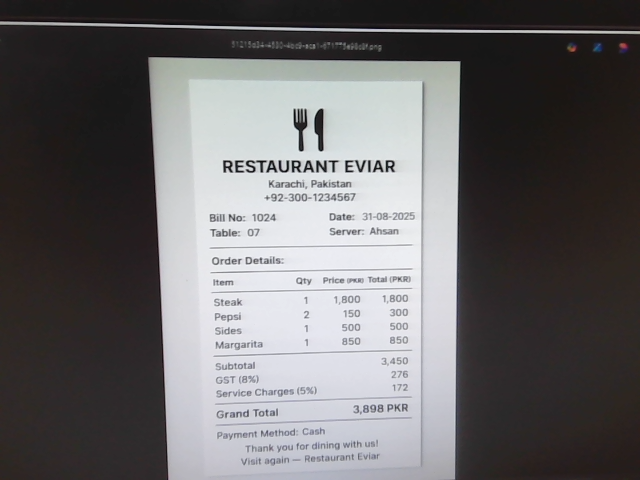 RESTAURANT EVIAR
Karachi, Pakistan
+92-300-1234567
Bill No: 1024 Date: 31-08-2025
Table: 07 Server: Ahsan
Order Details:
Item Qty Price (PKR) Total (PKR)
Steak 1 1,800 1,800
Pepsi 2 150 300
Sides 1 500 500
Margarita 1 850 850
Subtotal 3,450
GST (8%) 276
Service Charges (5%) 172
Grand Total 3,898 PKR
Payment Method: Cash
Thank you for dining with us!
Visit again — Restaurant Eviar